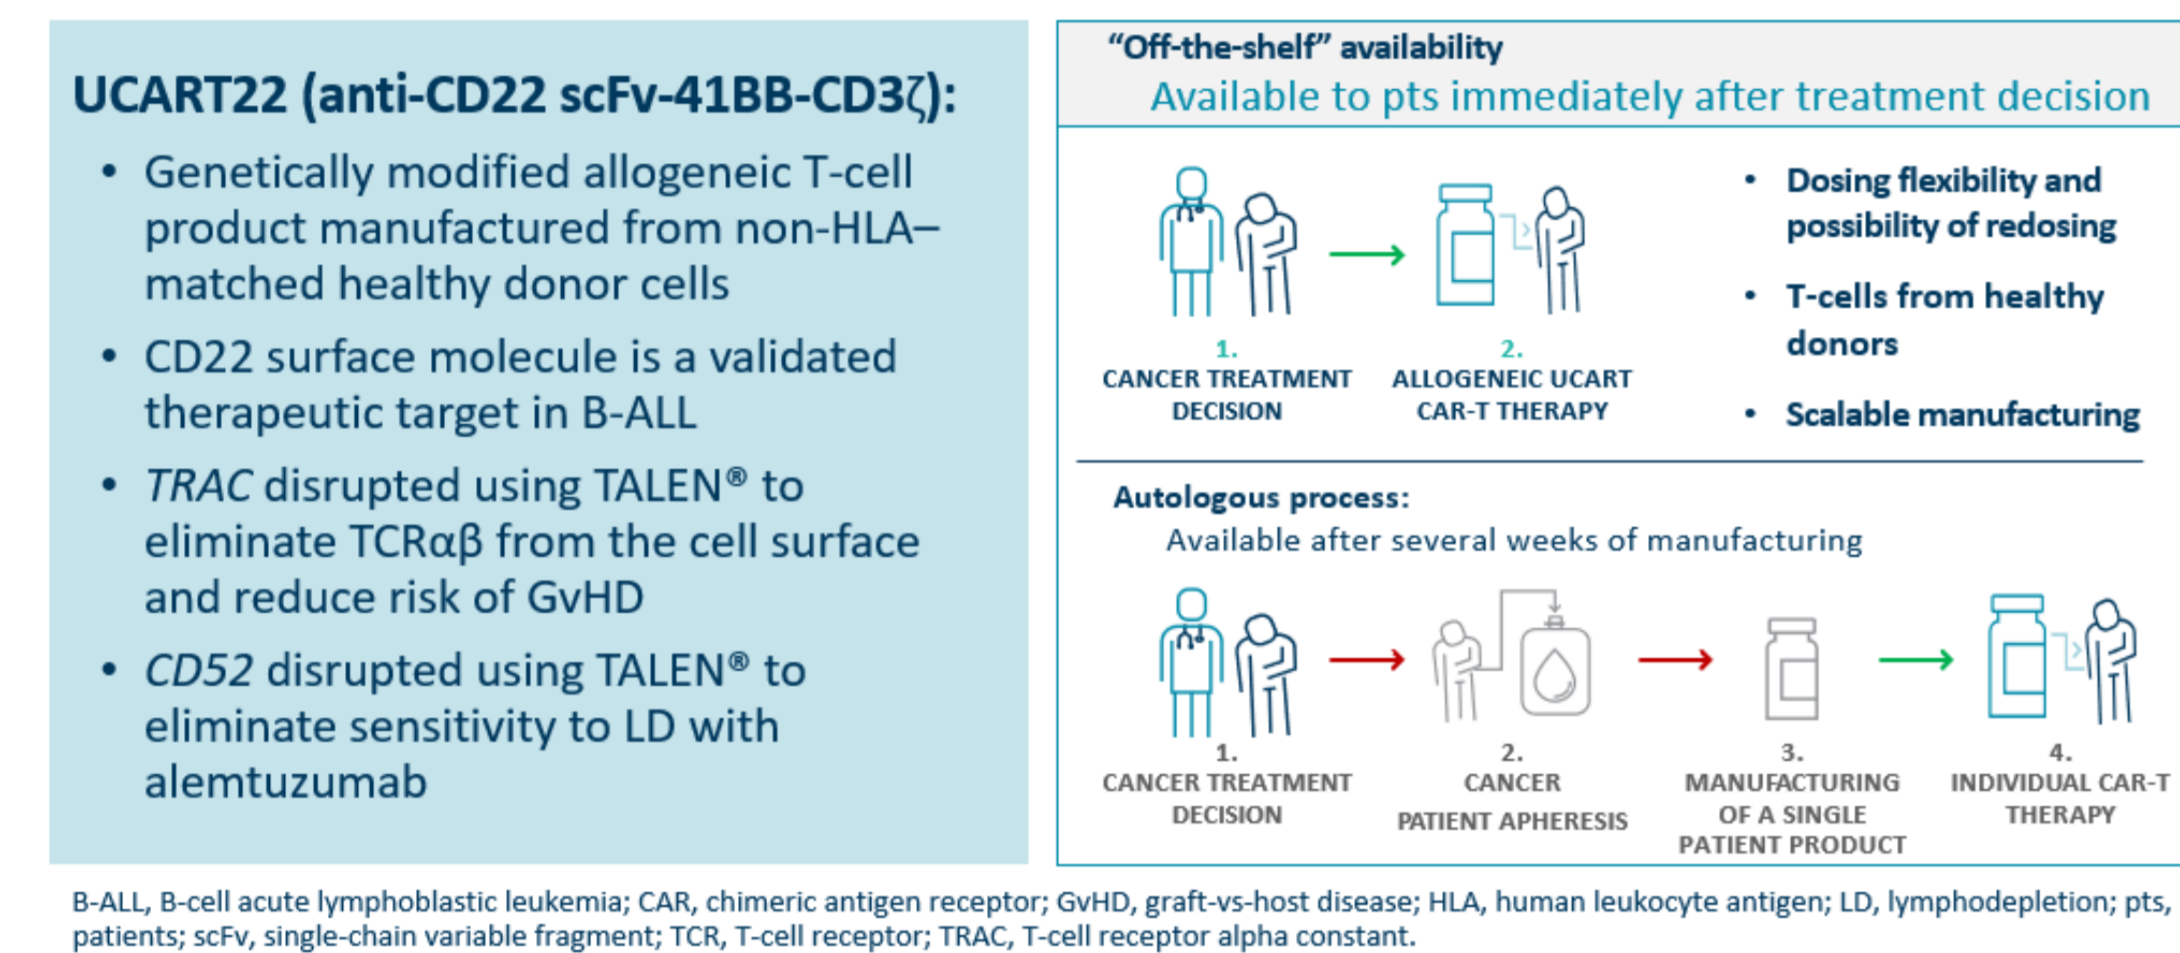 UCART22 (anti-CD22 scFv-41BB-CD3ζ):
• Genetically modified allogeneic T-cell
product manufactured from non-HLA–
matched healthy donor cells
• CD22 surface molecule is a validated
therapeutic target in B-ALL
• TRAC disrupted using TALEN® to
eliminate TCRαβ from the cell surface
and reduce risk of GvHD
• CD52 disrupted using TALEN® to
eliminate sensitivity to LD with
alemtuzumab
“Off-the-shelf” availability
Available to pts immediately after treatment decision
1.
CANCER TREATMENT
DECISION
2.
ALLOGENEIC UCART
CAR-T THERAPY
• Dosing flexibility and
possibility of redosing
• T-cells from healthy
donors
• Scalable manufacturing
Autologous process:
Available after several weeks of manufacturing
1.
CANCER TREATMENT
DECISION
2.
CANCER
PATIENT APHERESIS
3.
MANUFACTURING
OF A SINGLE
PATIENT PRODUCT
4.
INDIVIDUAL CAR-T
THERAPY
B-ALL, B-cell acute lymphoblastic leukemia; CAR, chimeric antigen receptor; GvHD, graft-vs-host disease; HLA, human leukocyte antigen; LD, lymphodepletion; pts,
patients; scFv, single-chain variable fragment; TCR, T-cell receptor; TRAC, T-cell receptor alpha constant.